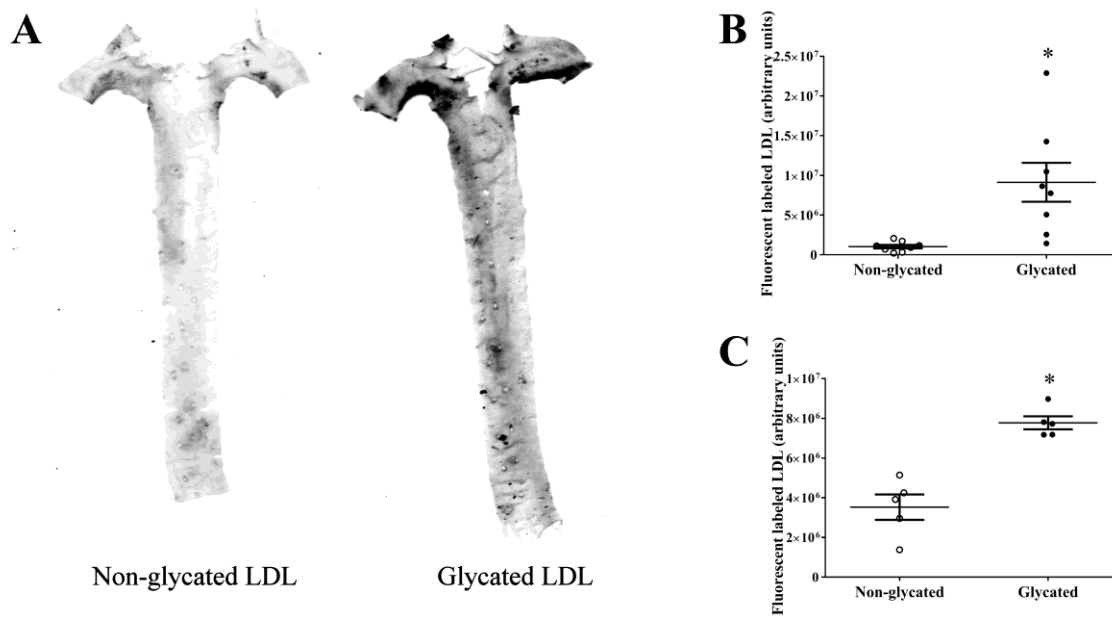 A
Non-glycated LDL
Glycated LDL
B
Fluorescent labeled LDL (arbitrary units)
2.5×10⁷
2×10⁷
1.5×10⁷
1×10⁷
5×10⁶
0
*
Non-glycated
Glycated
C
Fluorescent labeled LDL (arbitrary units)
1×10⁷
8×10⁶
6×10⁶
4×10⁶
2×10⁶
0
*
Non-glycated
Glycated